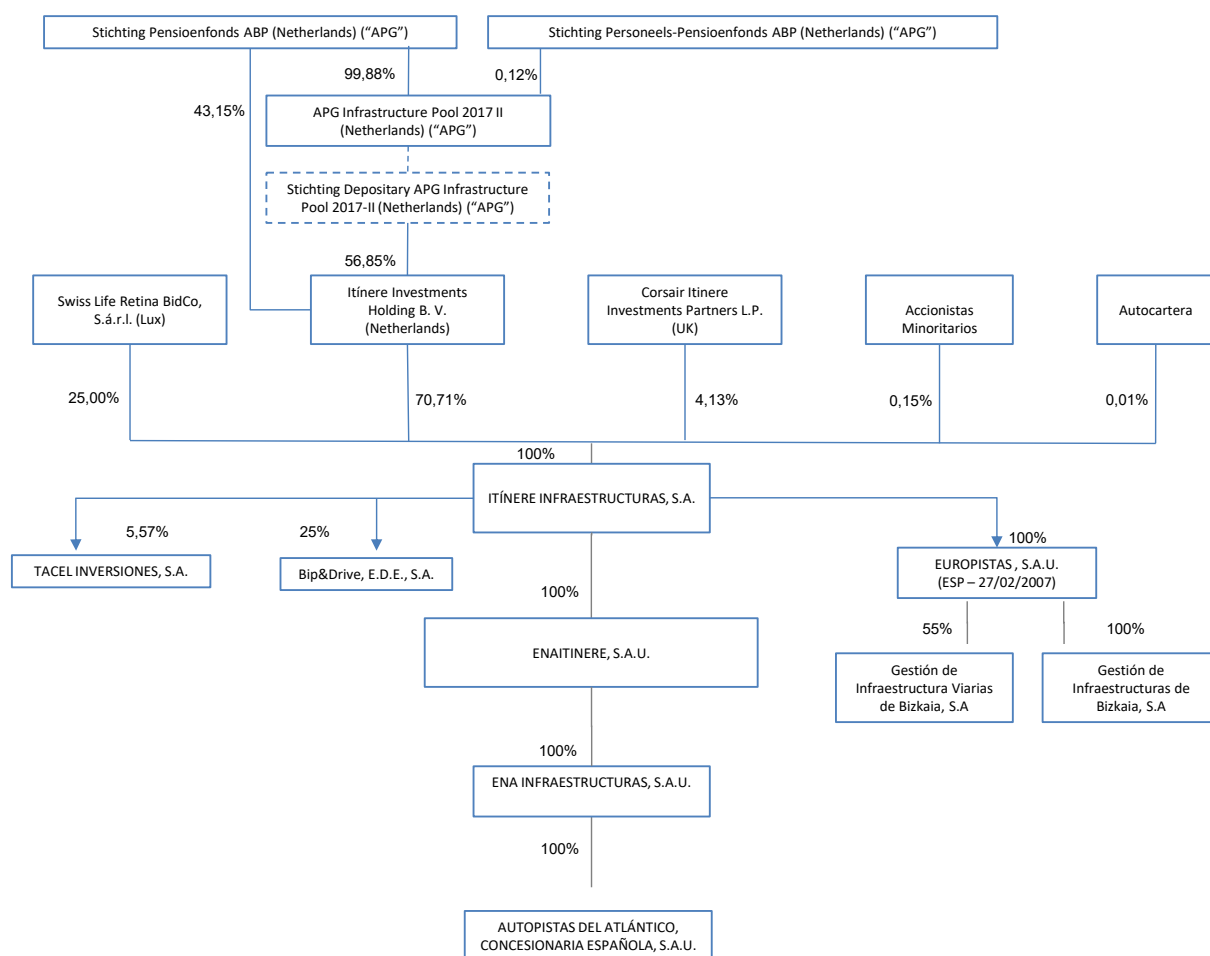 Stichting Pensioenfonds ABP (Netherlands) (“APG”)
Stichting Personeels-Pensioenfonds ABP (Netherlands) (“APG”)
99,88%
0,12%
43,15%
APG Infrastructure Pool 2017 II
(Netherlands) (“APG”)
Stichting Depositary APG Infrastructure
Pool 2017-II (Netherlands) (“APG”)
56,85%
Swiss Life Retina BidCo,
S.á.r.l. (Lux)
Itínere Investments
Holding B. V.
(Netherlands)
Corsair Itinere
Investments Partners L.P.
(UK)
Accionistas
Minoritarios
Autocartera
25,00%
70,71%
4,13%
0,15%
0,01%
100%
ITÍNERE INFRAESTRUCTURAS, S.A.
5,57%
25%
100%
TACEL INVERSIONES, S.A.
Bip&Drive, E.D.E., S.A.
EUROPISTAS , S.A.U.
(ESP – 27/02/2007)
100%
55%
100%
ENAITINERE, S.A.U.
Gestión de
Infraestructura Viarias
de Bizkaia, S.A
Gestión de
Infraestructuras de
Bizkaia, S.A
100%
ENA INFRAESTRUCTURAS, S.A.U.
100%
AUTOPISTAS DEL ATLÁNTICO,
CONCESIONARIA ESPAÑOLA, S.A.U.